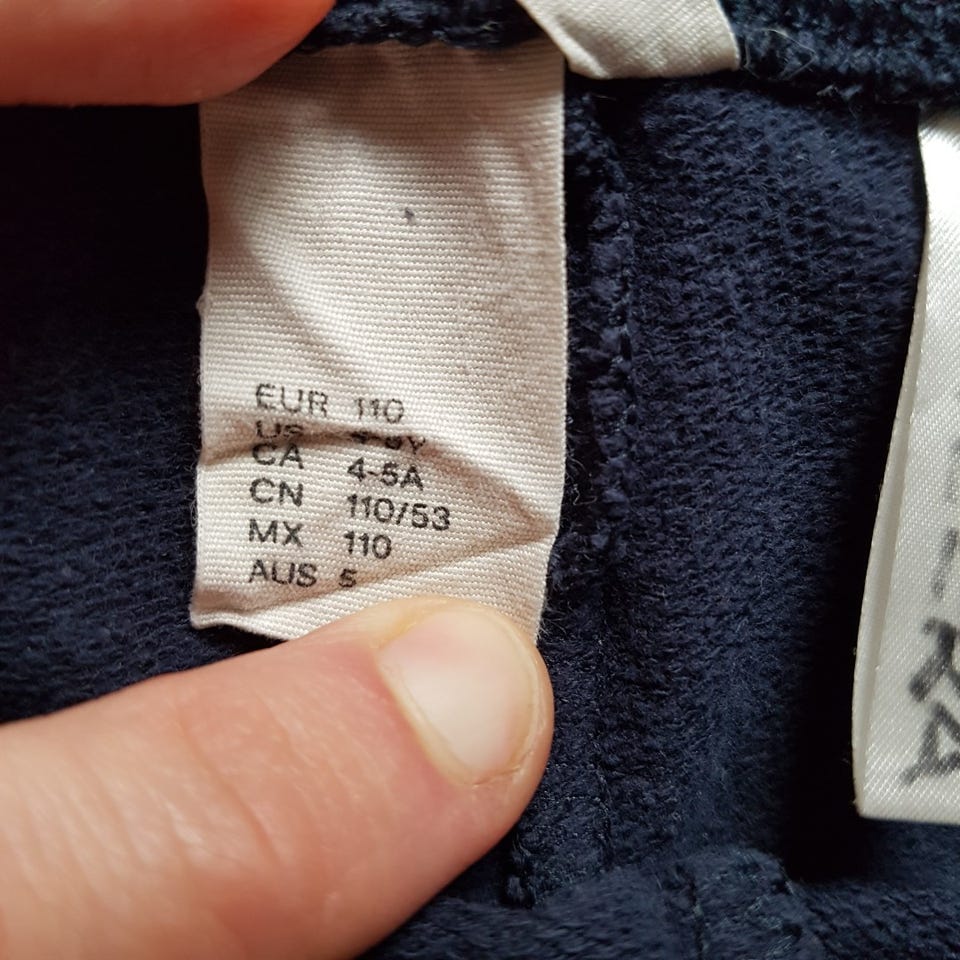 EUR 110
US
CA 4-5A
CN 110/53
MX 110
AUS 5